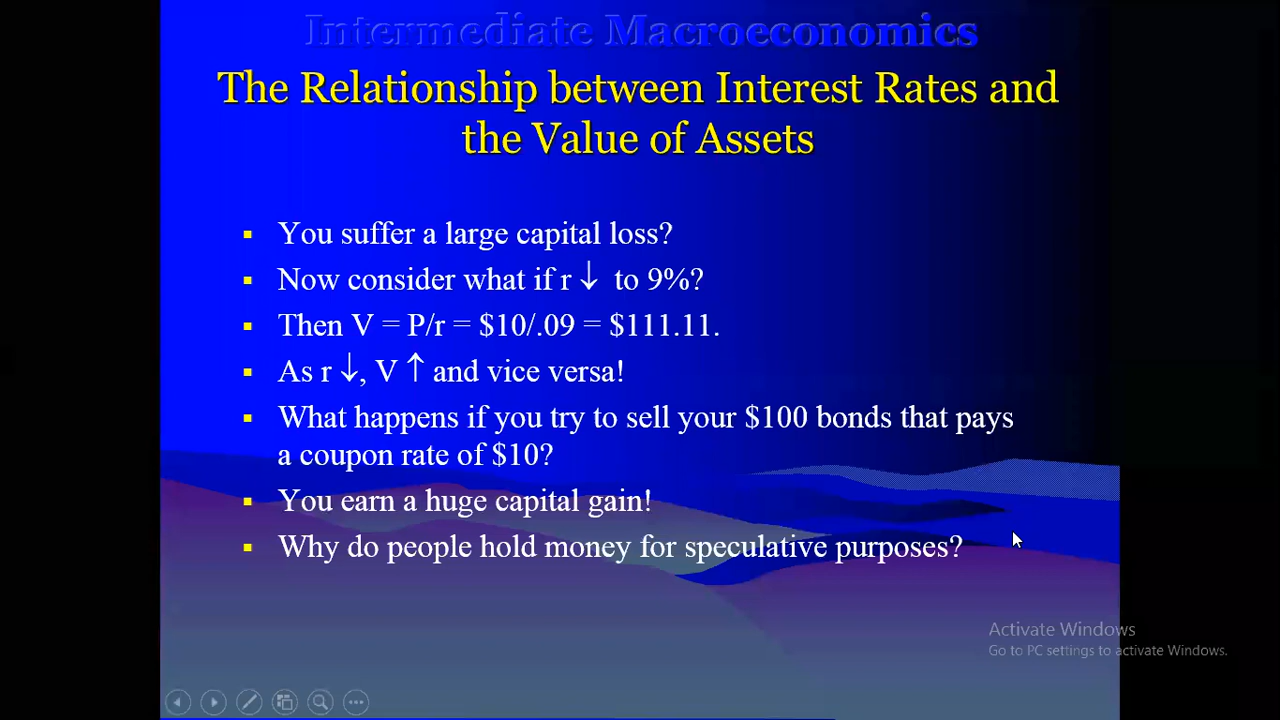 Intermediate Macroeconomics
The Relationship between Interest Rates and
the Value of Assets
▪ You suffer a large capital loss?
▪ Now consider what if r ↓ to 9%?
▪ Then V = P/r = $10/.09 = $111.11.
▪ As r ↓, V ↑ and vice versa!
▪ What happens if you try to sell your $100 bonds that pays
a coupon rate of $10?
▪ You earn a huge capital gain!
▪ Why do people hold money for speculative purposes?
Activate Windows
Go to PC settings to activate Windows.